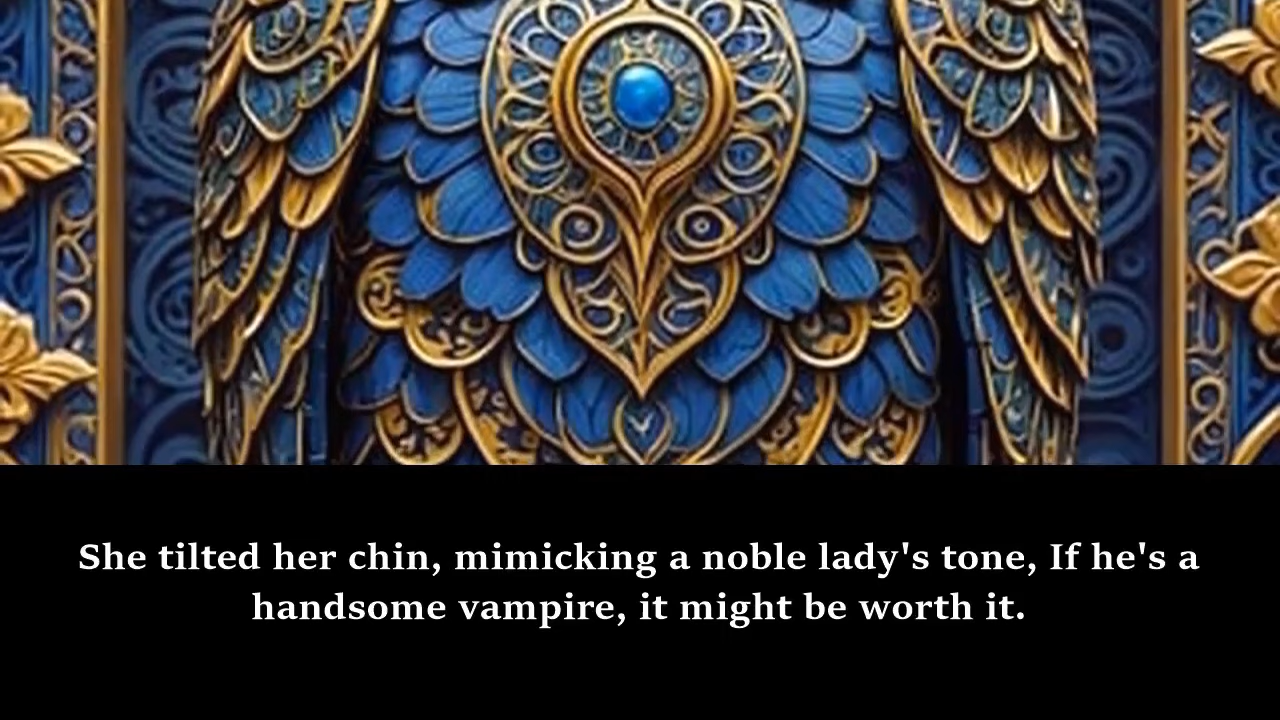 She tilted her chin, mimicking a noble lady's tone, If he's a
handsome vampire, it might be worth it.